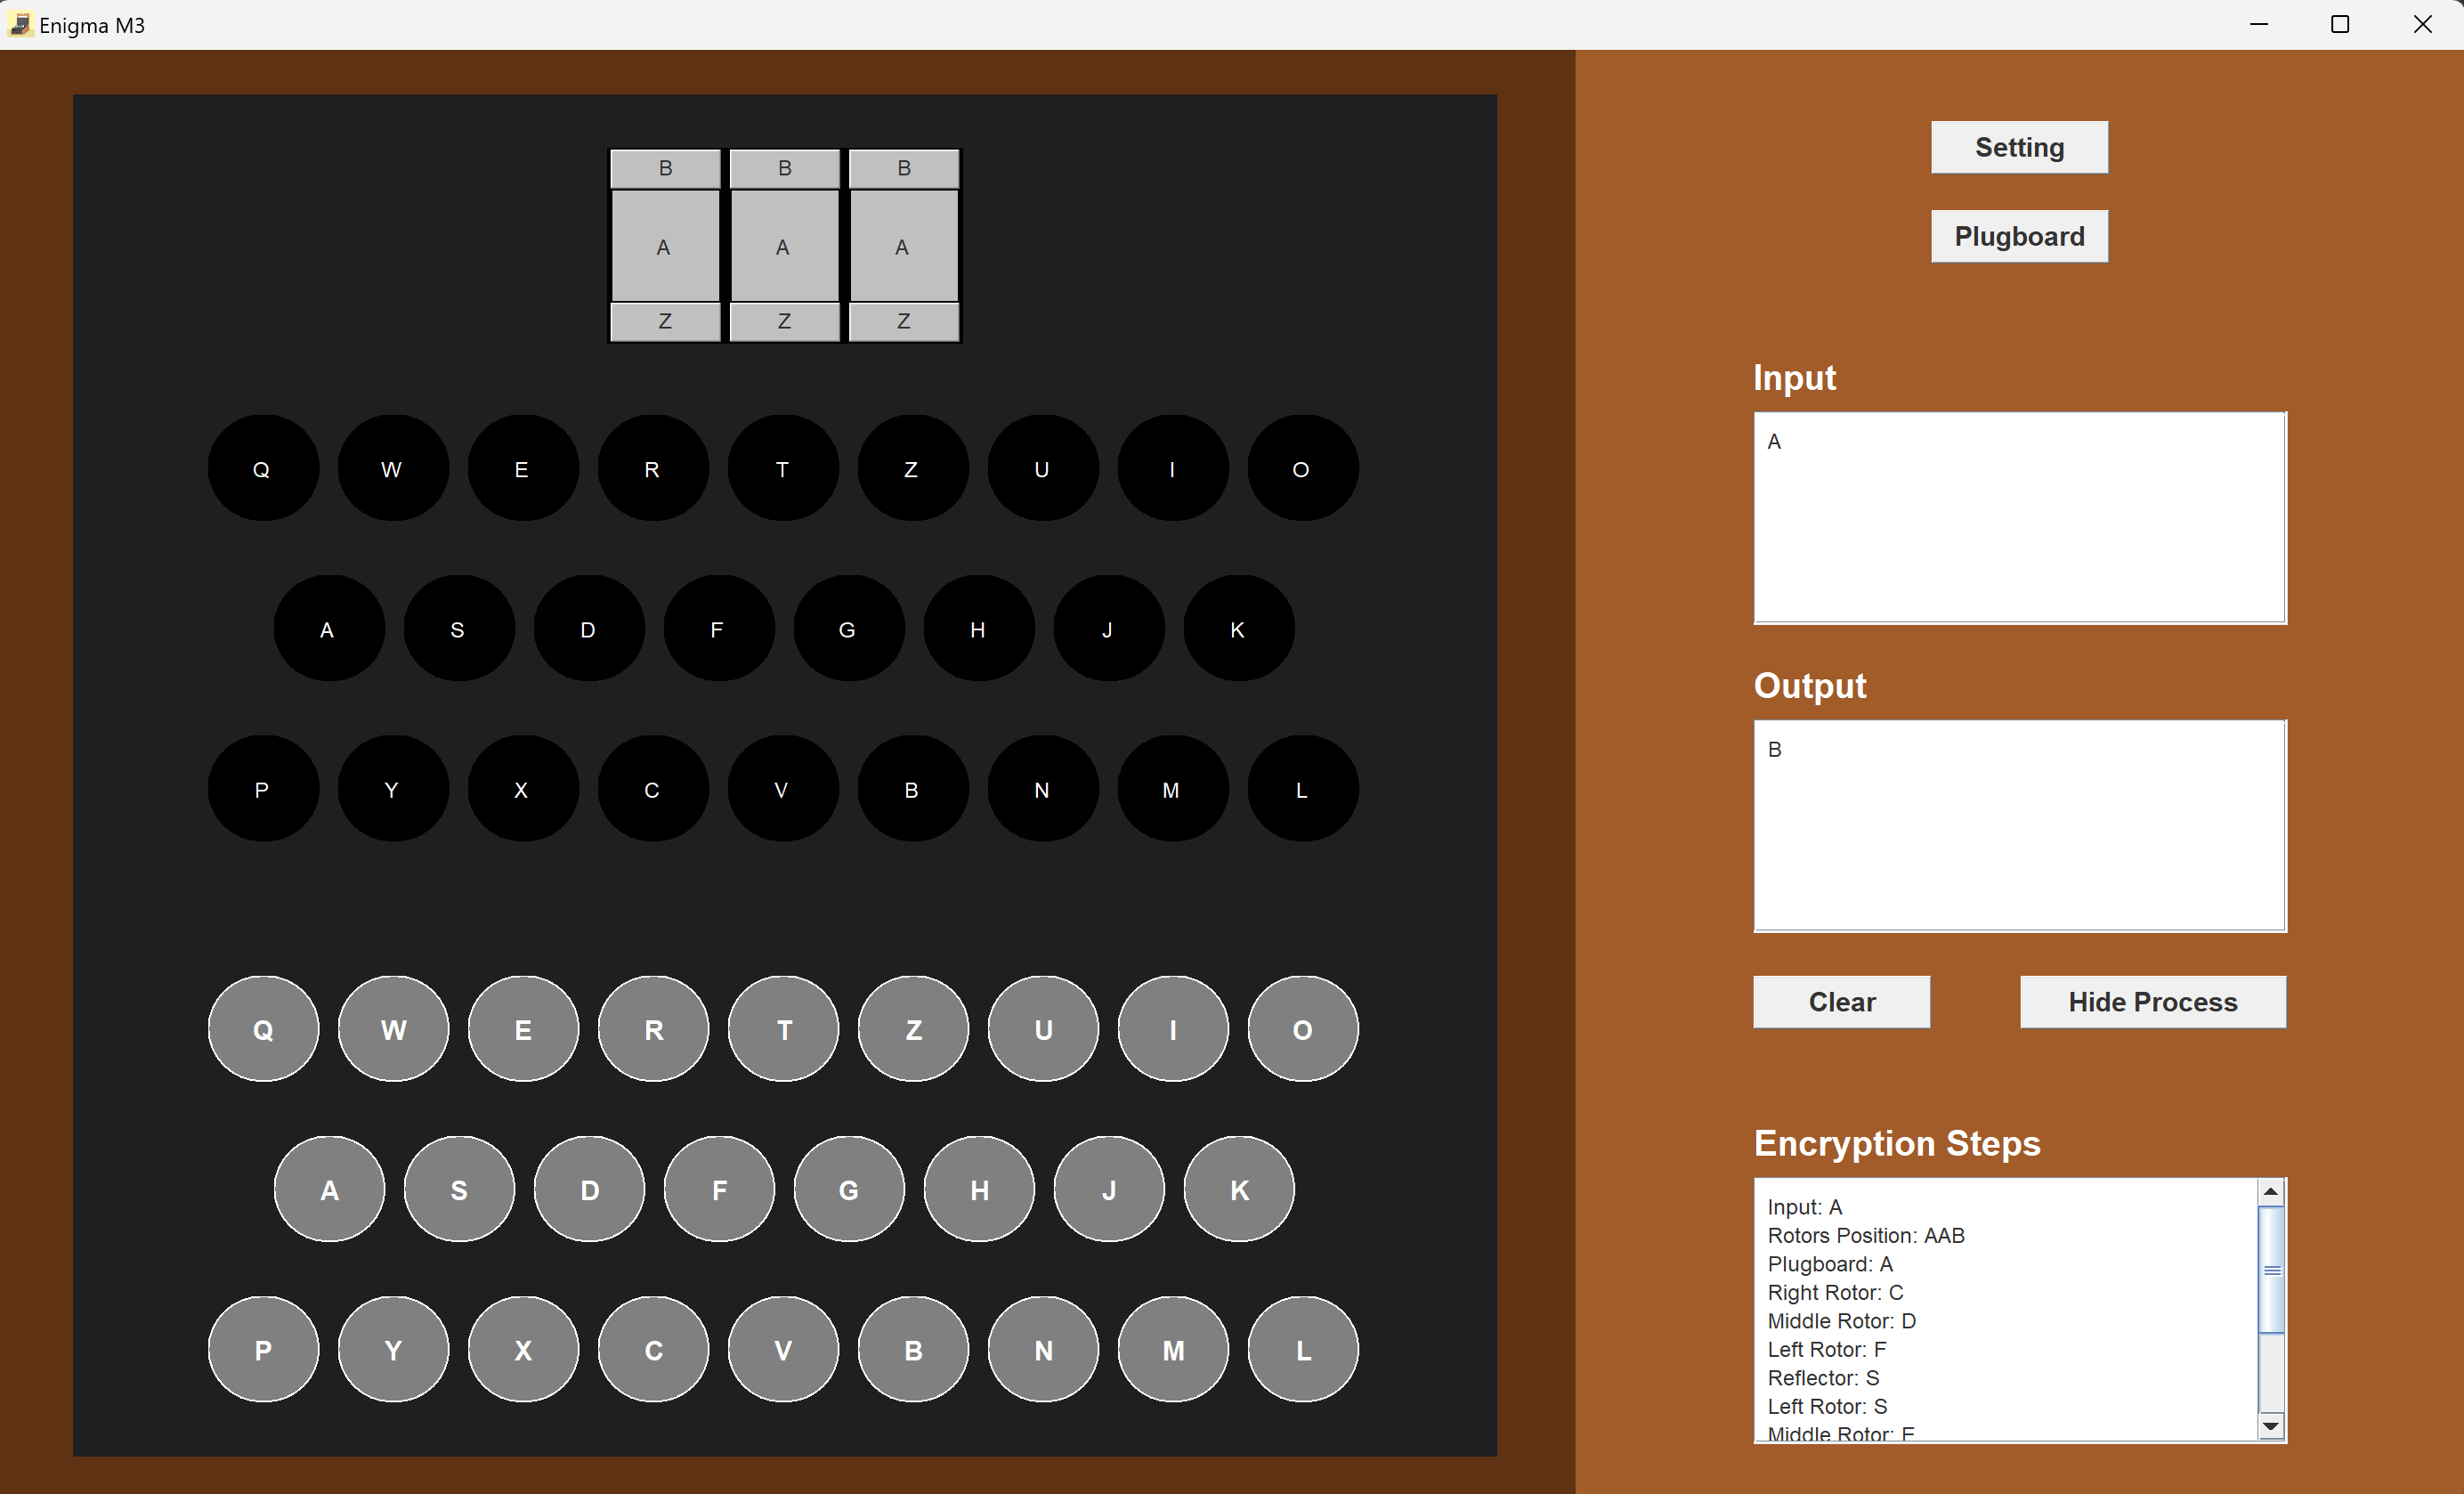 Enigma M3
B B B
A A A
Z Z Z
Q W E R T Z U I O
A S D F G H J K
P Y X C V B N M L
Q W E R T Z U I O
A S D F G H J K
P Y X C V B N M L
Setting
Plugboard
Input
A
Output
B
Clear Hide Process
Encryption Steps
Input: A
Rotors Position: AAB
Plugboard: A
Right Rotor: C
Middle Rotor: D
Left Rotor: F
Reflector: S
Left Rotor: S
Middle Rotor: